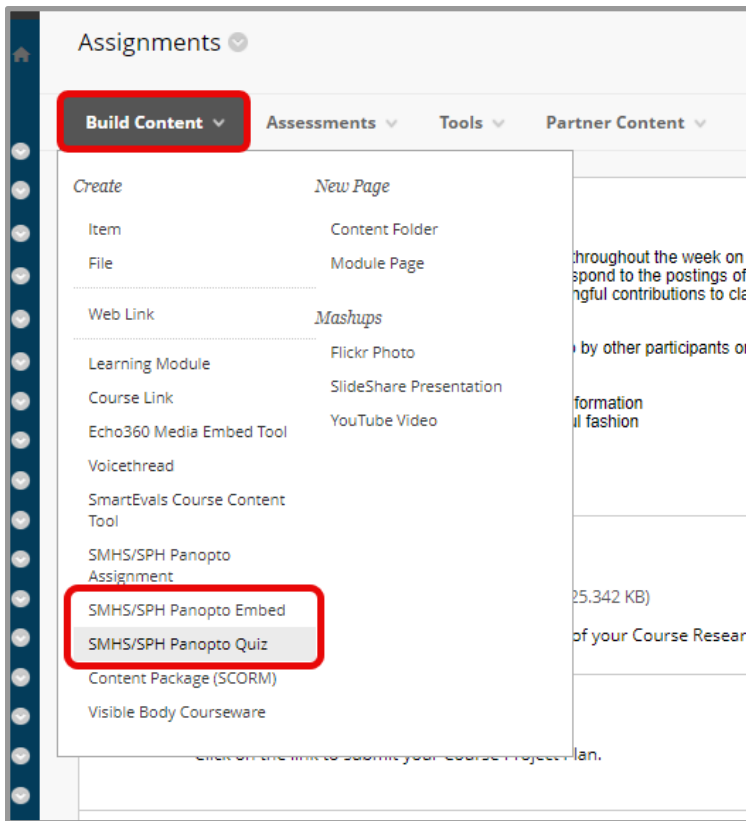 Assignments
Build Content
Assessments
Tools
Partner Content
Create
Item
File
Web Link
Learning Module
Course Link
Echo360 Media Embed Tool
Voicethread
SmartEvals Course Content
Tool
SMHS/SPH Panopto
Assignment
SMHS/SPH Panopto Embed
SMHS/SPH Panopto Quiz
Content Package (SCORM)
Visible Body Courseware
New Page
Content Folder
Module Page
Mashups
Flickr Photo
SlideShare Presentation
YouTube Video
throughout the week on
spond to the postings of
ngful contributions to cla
by other participants or
formation
ul fashion
25.342 KB)
of your Course Resear
Click on the link to submit your Course Project Plan.